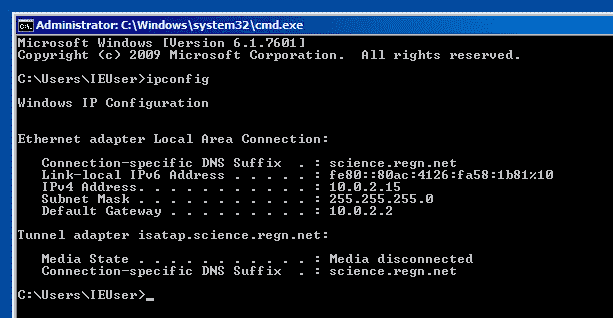 Administrator: C:\Windows\system32\cmd.exe
Microsoft Windows [Version 6.1.7601]
Copyright (c) 2009 Microsoft Corporation.  All rights reserved.
C:\Users\IEUser>ipconfig
Windows IP Configuration
Ethernet adapter Local Area Connection:
   Connection-specific DNS Suffix  . : science.regn.net
   Link-local IPv6 Address . . . . . : fe80::80ac:4126:fa58:1b81%10
   IPv4 Address. . . . . . . . . . . : 10.0.2.15
   Subnet Mask . . . . . . . . . . . : 255.255.255.0
   Default Gateway . . . . . . . . . : 10.0.2.2
Tunnel adapter isatap.science.regn.net:
   Media State . . . . . . . . . . . : Media disconnected
   Connection-specific DNS Suffix  . : science.regn.net
C:\Users\IEUser>_